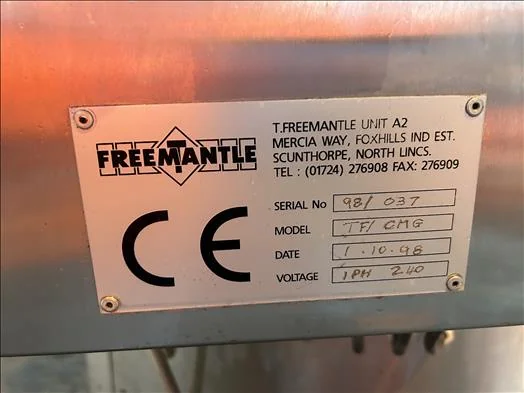 FREEMANTLE
T
T.FREEMANTLE UNIT A2
MERCIA WAY, FOXHILLS IND EST.
SCUNTHORPE, NORTH LINCS.
TEL : (01724) 276908 FAX: 276909
SERIAL No 98/037
MODEL TF/CMG
DATE 1.10.98
VOLTAGE 1PH 240
CE